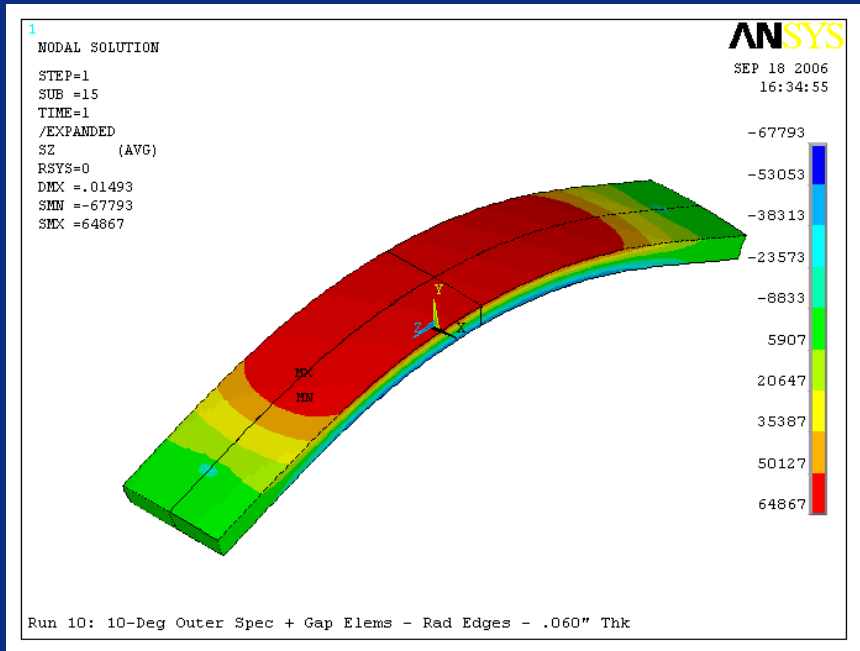 1
NODAL SOLUTION
STEP=1
SUB =15
TIME=1
/EXPANDED
SZ (AVG)
RSYS=0
DMX =.01493
SMN =-67793
SMX =64867
ANSYS
SEP 18 2006
16:34:55
-67793
-53053
-38313
-23573
-8833
5907
20647
35387
50127
64867
Y
Z X
MX
MN
Run 10: 10-Deg Outer Spec + Gap Elems - Rad Edges - .060" Thk